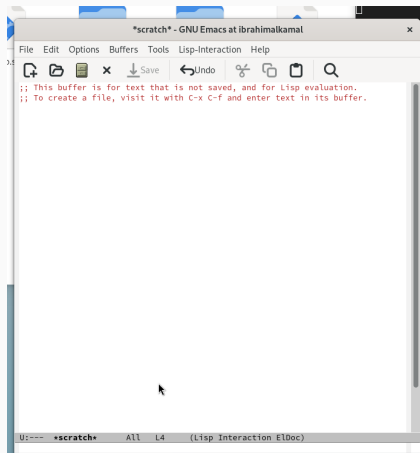 *scratch* - GNU Emacs at ibrahimalkamal
File Edit Options Buffers Tools Lisp-Interaction Help
Save Undo
;; This buffer is for text that is not saved, and for Lisp evaluation.
;; To create a file, visit it with C-x C-f and enter text in its buffer.
U:--- *scratch* All L4 (Lisp Interaction ElDoc)